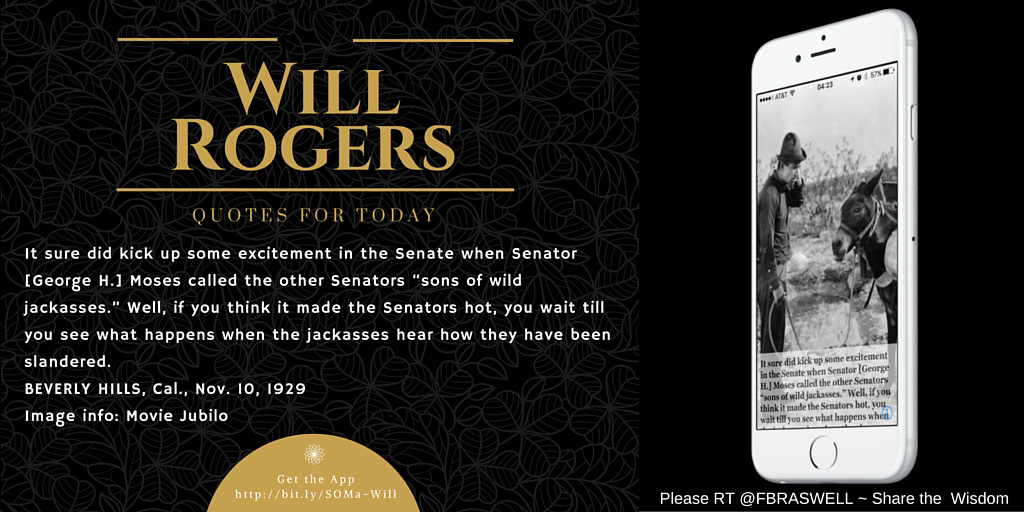 WILL
ROGERS
QUOTES FOR TODAY
It sure did kick up some excitement in the Senate when Senator
[George H.] Moses called the other Senators “sons of wild
jackasses.” Well, if you think it made the Senators hot, you wait till
you see what happens when the jackasses hear how they have been
slandered.
BEVERLY HILLS, Cal., Nov. 10, 1929
Image info: Movie Jubilo
Get the App
http://bit.ly/SOMa-Will
AT&T 04:23 57%
It sure did kick up some excitement
in the Senate when Senator [George
H.] Moses called the other Senators
“sons of wild jackasses.” Well, if you
think it made the Senators hot, you
wait till you see what happens when
Please RT @FBRASWELL ~ Share the Wisdom